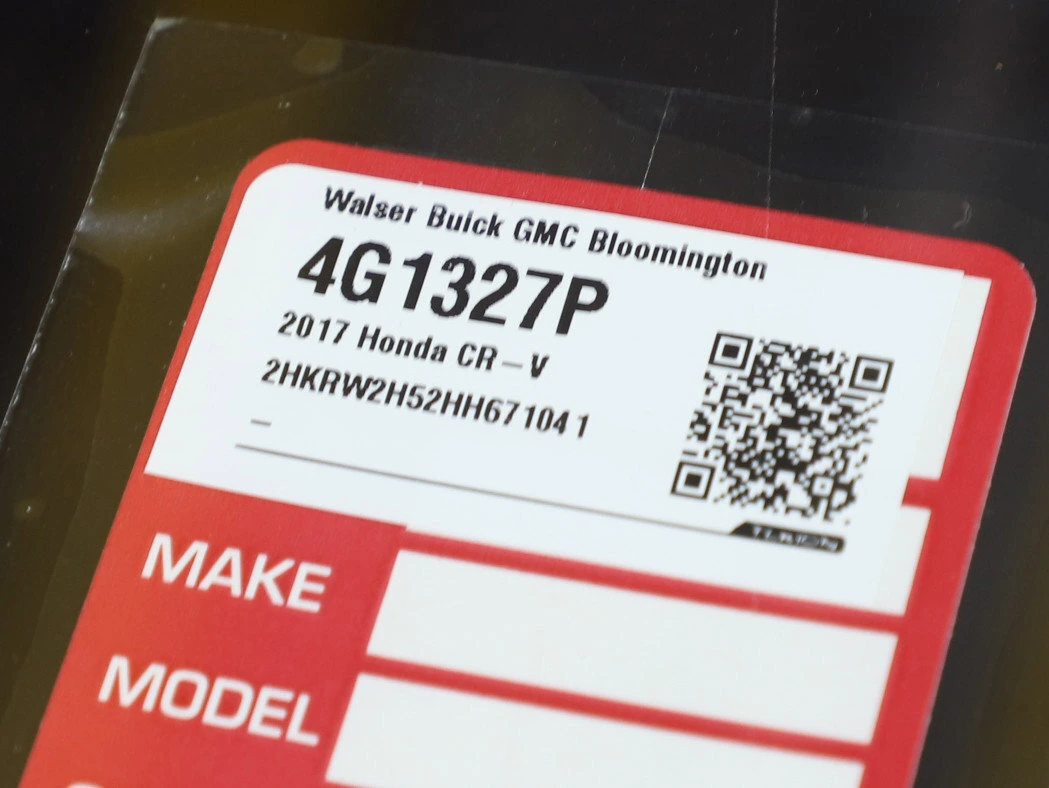 Walser Buick GMC Bloomington
4G1327P
2017 Honda CR-V
2HKRW2H52HH671041
MAKE
MODEL